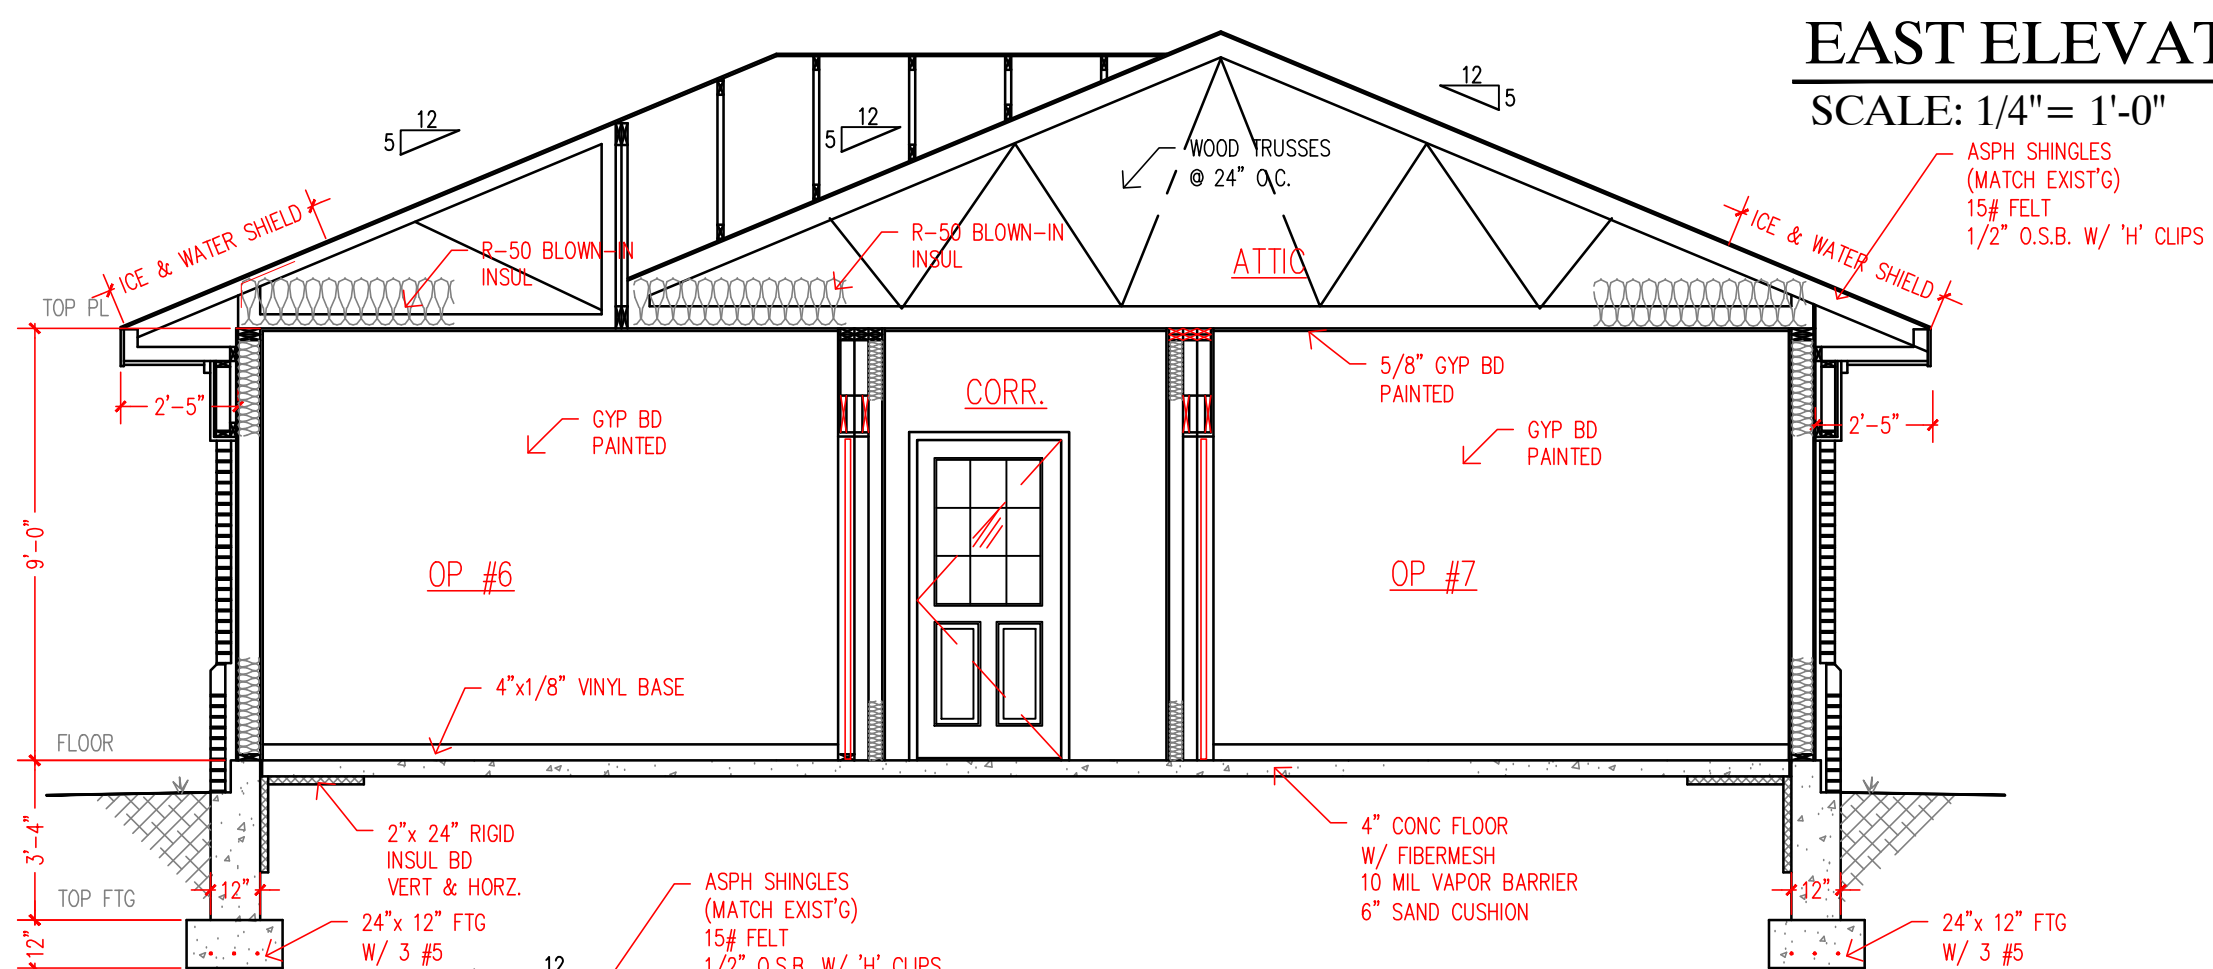 EAST ELEVAT
SCALE: 1/4"= 1'-0"
12
5
12
5
12
5
WOOD TRUSSES
@ 24" O.C.
ASPH SHINGLES
(MATCH EXIST'G)
15# FELT
1/2" O.S.B. W/ 'H' CLIPS
ICE & WATER SHIELD
R-50 BLOWN-IN
INSUL
R-50 BLOWN-IN
INSUL
ATTIC
ICE & WATER SHIELD
TOP PL
2'-5"
GYP BD
PAINTED
CORR.
5/8" GYP BD
PAINTED
GYP BD
PAINTED
2'-5"
9'-0"
OP #6
OP #7
4"x1/8" VINYL BASE
FLOOR
3'-4"
2"x 24" RIGID
INSUL BD
VERT & HORZ.
4" CONC FLOOR
W/ FIBERMESH
10 MIL VAPOR BARRIER
6" SAND CUSHION
12"
12"
TOP FTG
24"x 12" FTG
W/ 3 #5
12"
ASPH SHINGLES
(MATCH EXIST'G)
15# FELT
1/2" O.S.B. W/ 'H' CLIPS
12
24"x 12" FTG
W/ 3 #5